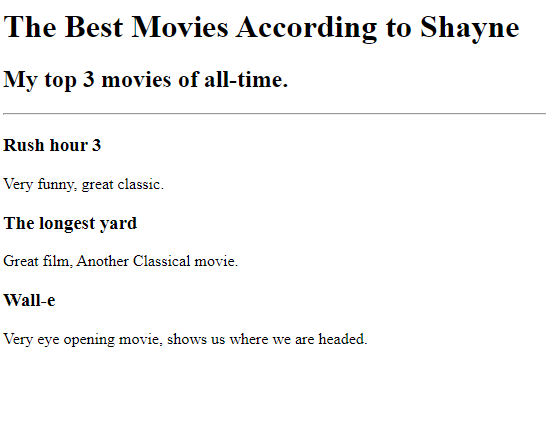 The Best Movies According to Shayne
My top 3 movies of all-time.
Rush hour 3
Very funny, great classic.
The longest yard
Great film, Another Classical movie.
Wall-e
Very eye opening movie, shows us where we are headed.